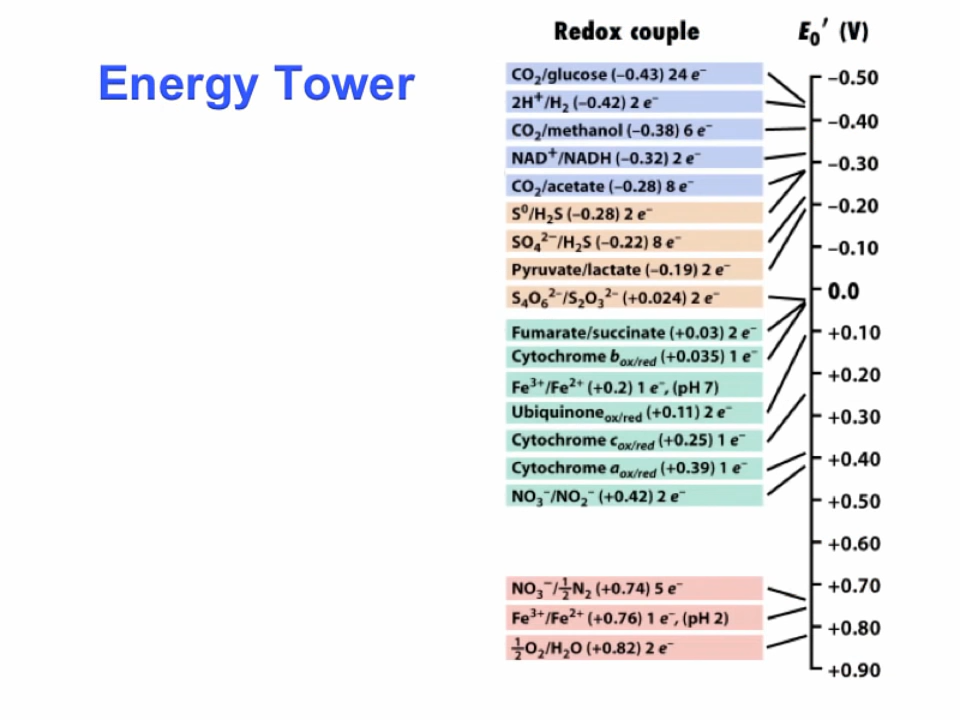 Energy Tower
Redox couple
E₀′ (V)
CO₂/glucose (–0.43) 24 e⁻
2H⁺/H₂ (–0.42) 2 e⁻
CO₂/methanol (–0.38) 6 e⁻
NAD⁺/NADH (–0.32) 2 e⁻
CO₂/acetate (–0.28) 8 e⁻
S⁰/H₂S (–0.28) 2 e⁻
SO₄²⁻/H₂S (–0.22) 8 e⁻
Pyruvate/lactate (–0.19) 2 e⁻
S₄O₆²⁻/S₂O₃²⁻ (+0.024) 2 e⁻
Fumarate/succinate (+0.03) 2 e⁻
Cytochrome b ox/red (+0.035) 1 e⁻
Fe³⁺/Fe²⁺ (+0.2) 1 e⁻, (pH 7)
Ubiquinone ox/red (+0.11) 2 e⁻
Cytochrome c ox/red (+0.25) 1 e⁻
Cytochrome a ox/red (+0.39) 1 e⁻
NO₃⁻/NO₂⁻ (+0.42) 2 e⁻
NO₃⁻/½N₂ (+0.74) 5 e⁻
Fe³⁺/Fe²⁺ (+0.76) 1 e⁻, (pH 2)
½O₂/H₂O (+0.82) 2 e⁻
–0.50
–0.40
–0.30
–0.20
–0.10
0.0
+0.10
+0.20
+0.30
+0.40
+0.50
+0.60
+0.70
+0.80
+0.90